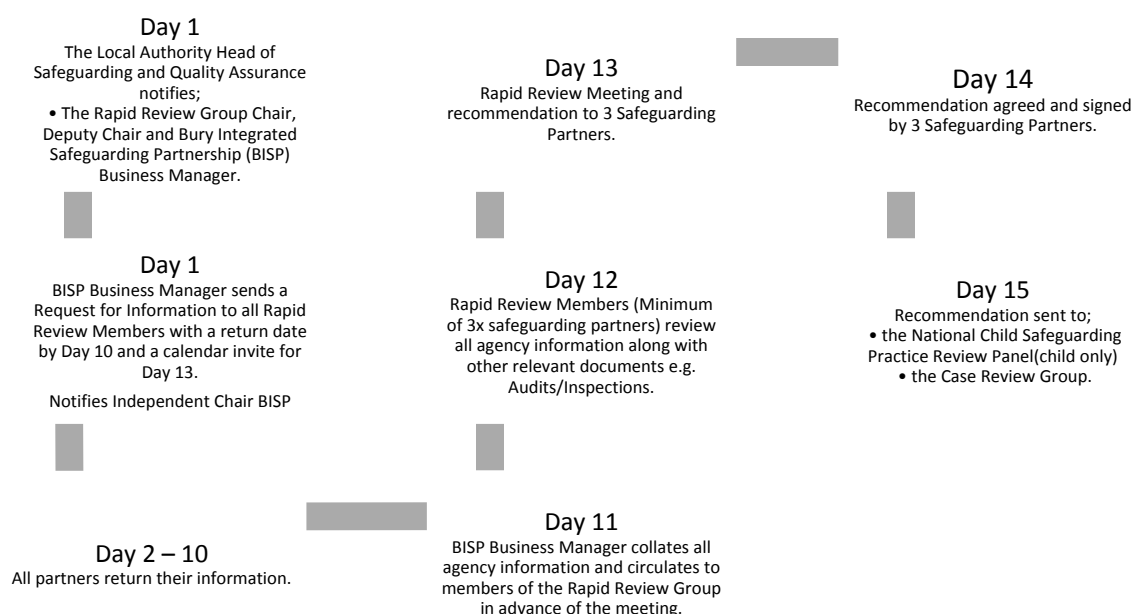 Day 1
The Local Authority Head of
Safeguarding and Quality Assurance
notifies;
• The Rapid Review Group Chair,
Deputy Chair and Bury Integrated
Safeguarding Partnership (BISP)
Business Manager.
Day 1
BISP Business Manager sends a
Request for Information to all Rapid
Review Members with a return date
by Day 10 and a calendar invite for
Day 13.
Notifies Independent Chair BISP
Day 2 – 10
All partners return their information.
Day 11
BISP Business Manager collates all
agency information and circulates to
members of the Rapid Review Group
in advance of the meeting.
Day 12
Rapid Review Members (Minimum
of 3x safeguarding partners) review
all agency information along with
other relevant documents e.g.
Audits/Inspections.
Day 13
Rapid Review Meeting and
recommendation to 3 Safeguarding
Partners.
Day 14
Recommendation agreed and signed
by 3 Safeguarding Partners.
Day 15
Recommendation sent to;
• the National Child Safeguarding
Practice Review Panel(child only)
• the Case Review Group.